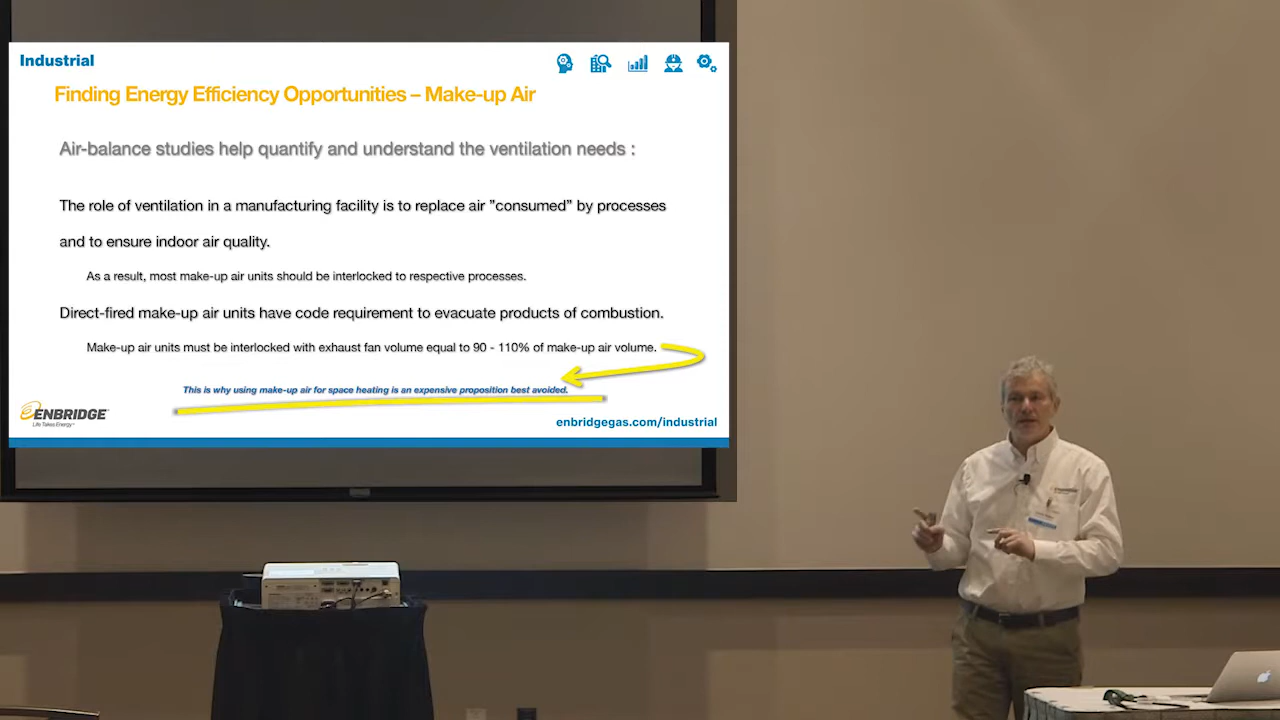 Industrial
Finding Energy Efficiency Opportunities – Make-up Air
Air-balance studies help quantify and understand the ventilation needs :
The role of ventilation in a manufacturing facility is to replace air ”consumed” by processes
and to ensure indoor air quality.
As a result, most make-up air units should be interlocked to respective processes.
Direct-fired make-up air units have code requirement to evacuate products of combustion.
Make-up air units must be interlocked with exhaust fan volume equal to 90 - 110% of make-up air volume.
This is why using make-up air for space heating is an expensive proposition best avoided.
ENBRIDGE
Life Takes Energy™
enbridgegas.com/industrial